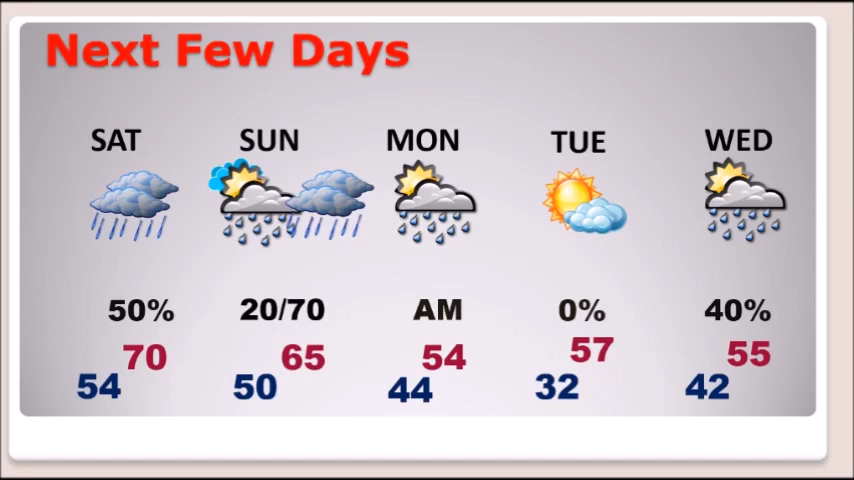 Next Few Days
SAT SUN MON TUE WED
50% 20/70 AM 0% 40%
70 65 54 57 55
54 50 44 32 42